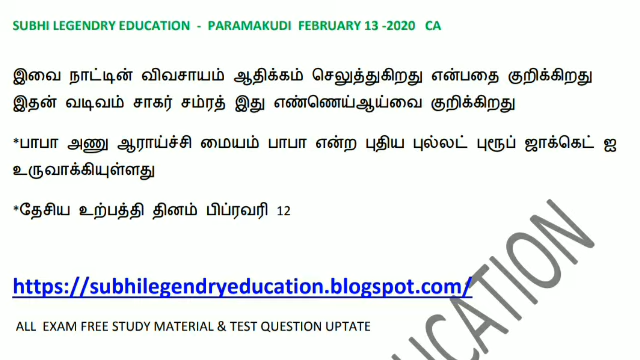 SUBHI LEGENDRY EDUCATION - PARAMAKUDI FEBRUARY 13 -2020 CA
இவை நாட்டின் விவசாயம் ஆதிக்கம் செலுத்துகிறது என்பதை குறிக்கிறது
இதன் வடிவம் சாகர் சம்ரத் இது எண்ணெய்ஆய்வை குறிக்கிறது
*பாபா அணு ஆராய்ச்சி மையம் பாபா என்ற புதிய புல்லட் புரூப் ஜாக்கெட் ஐ
உருவாக்கியுள்ளது
*தேசிய உற்பத்தி தினம் பிப்ரவரி 12
https://subhilegendryeducation.blogspot.com/
ALL EXAM FREE STUDY MATERIAL & TEST QUESTION UPTATE
UCATION